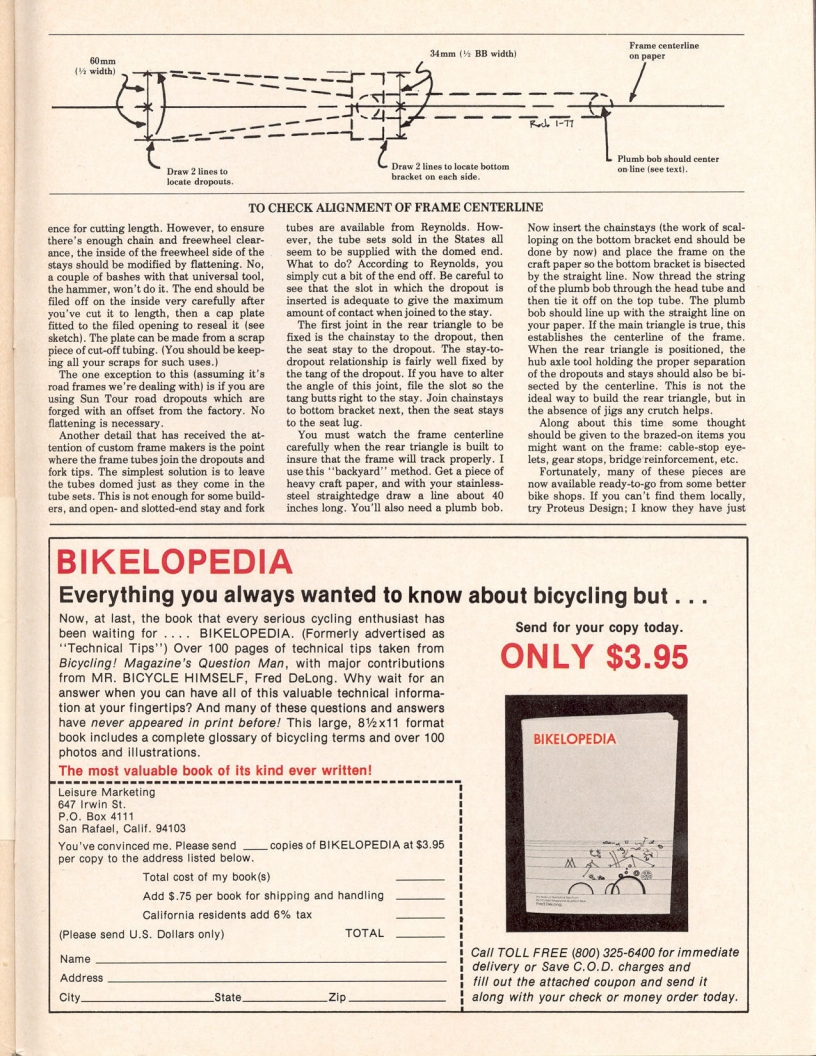 60mm
(½ width)
34mm (½ BB width)
Frame centerline
on paper
Draw 2 lines to
locate dropouts.
Draw 2 lines to locate bottom
bracket on each side.
Plumb bob should center
on line (see text).
TO CHECK ALIGNMENT OF FRAME CENTERLINE
ence for cutting length. However, to ensure
there's enough chain and freewheel clear-
ance, the inside of the freewheel side of the
stays should be modified by flattening. No,
a couple of bashes with that universal tool,
the hammer, won't do it. The end should be
filed off on the inside very carefully after
you've cut it to length, then a cap plate
fitted to the filed opening to reseal it (see
sketch). The plate can be made from a scrap
piece of cut-off tubing. (You should be keep-
ing all your scraps for such uses.)
The one exception to this (assuming it's
road frames we're dealing with) is if you are
using Sun Tour road dropouts which are
forged with an offset from the factory. No
flattening is necessary.
Another detail that has received the at-
tention of custom frame makers is the point
where the frame tubes join the dropouts and
fork tips. The simplest solution is to leave
the tubes domed just as they come in the
tube sets. This is not enough for some build-
ers, and open- and slotted-end stay and fork
tubes are available from Reynolds. How-
ever, the tube sets sold in the States all
seem to be supplied with the domed end.
What to do? According to Reynolds, you
simply cut a bit of the end off. Be careful to
see that the slot in which the dropout is
inserted is adequate to give the maximum
amount of contact when joined to the stay.
The first joint in the rear triangle to be
fixed is the chainstay to the dropout, then
the seat stay to the dropout. The stay-to-
dropout relationship is fairly well fixed by
the tang of the dropout. If you have to alter
the angle of this joint, file the slot so the
tang butts right to the stay. Join chainstays
to bottom bracket next, then the seat stays
to the seat lug.
You must watch the frame centerline
carefully when the rear triangle is built to
insure that the frame will track properly. I
use this "backyard" method. Get a piece of
heavy craft paper, and with your stainless-
steel straightedge draw a line about 40
inches long. You'll also need a plumb bob.
Now insert the chainstays (the work of scal-
loping on the bottom bracket end should be
done by now) and place the frame on the
craft paper so the bottom bracket is bisected
by the straight line. Now thread the string
of the plumb bob through the head tube and
then tie it off on the top tube. The plumb
bob should line up with the straight line on
your paper. If the main triangle is true, this
establishes the centerline of the frame.
When the rear triangle is positioned, the
hub axle tool holding the proper separation
of the dropouts and stays should also be bi-
sected by the centerline. This is not the
ideal way to build the rear triangle, but in
the absence of jigs any crutch helps.
Along about this time some thought
should be given to the brazed-on items you
might want on the frame: cable-stop eye-
lets, gear stops, bridge reinforcement, etc.
Fortunately, many of these pieces are
now available ready-to-go from some better
bike shops. If you can't find them locally,
try Proteus Design; I know they have just
BIKELOPEDIA
Everything you always wanted to know about bicycling but . . .
Now, at last, the book that every serious cycling enthusiast has
been waiting for .... BIKELOPEDIA. (Formerly advertised as
"Technical Tips") Over 100 pages of technical tips taken from
Bicycling! Magazine's Question Man, with major contributions
from MR. BICYCLE HIMSELF, Fred DeLong. Why wait for an
answer when you can have all of this valuable technical informa-
tion at your fingertips? And many of these questions and answers
have never appeared in print before! This large, 8½x11 format
book includes a complete glossary of bicycling terms and over 100
photos and illustrations.
The most valuable book of its kind ever written!
Send for your copy today.
ONLY $3.95
BIKELOPEDIA
Fred DeLong
Leisure Marketing
647 Irwin St.
P.O. Box 4111
San Rafael, Calif. 94103
You've convinced me. Please send ____ copies of BIKELOPEDIA at $3.95
per copy to the address listed below.
Total cost of my book(s) ______
Add $.75 per book for shipping and handling ______
California residents add 6% tax ______
(Please send U.S. Dollars only) TOTAL ______
Name ______
Address ______
City______State______Zip______
Call TOLL FREE (800) 325-6400 for immediate
delivery or Save C.O.D. charges and
fill out the attached coupon and send it
along with your check or money order today.